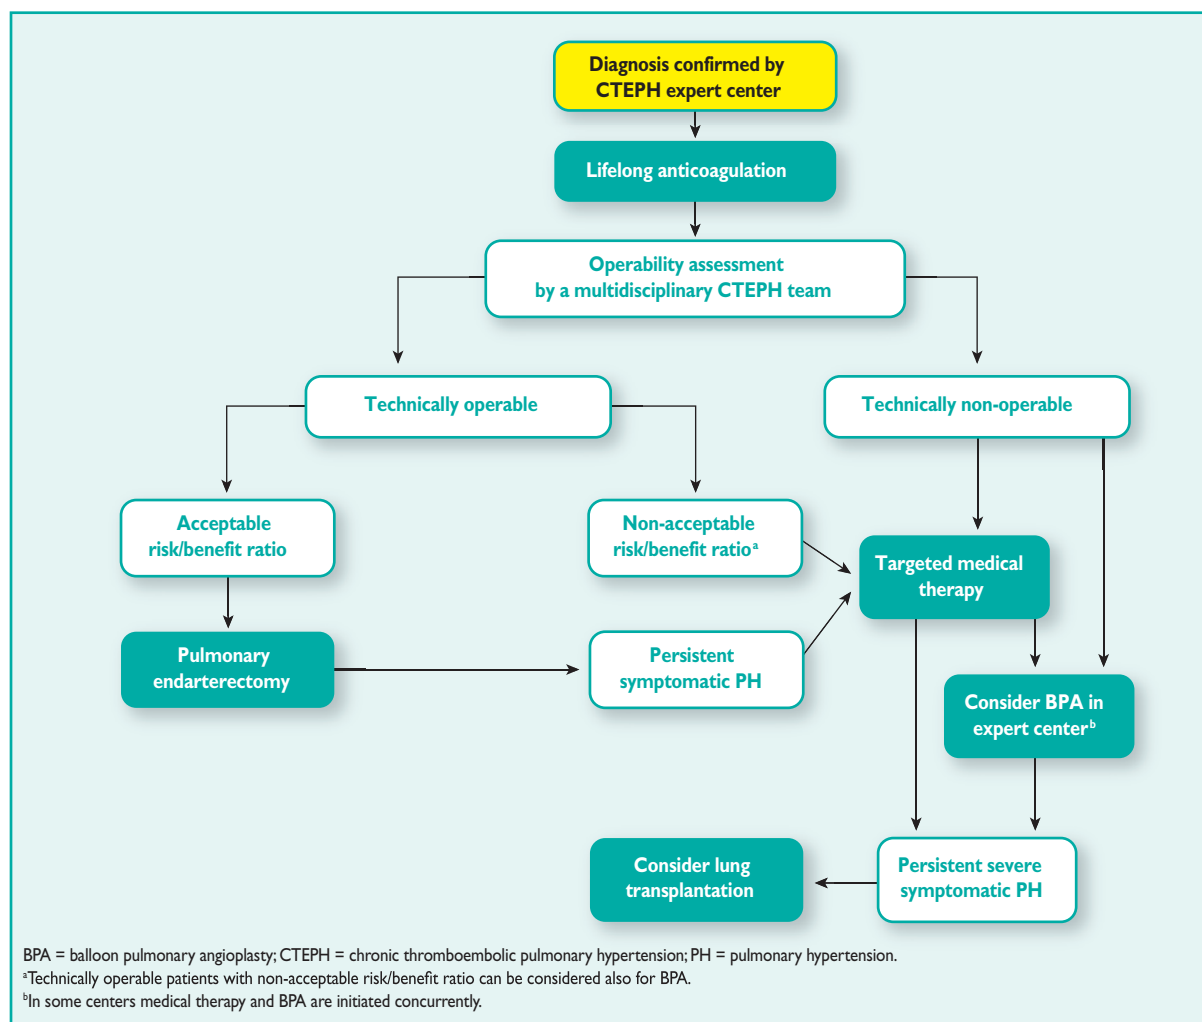 Diagnosis confirmed by
CTEPH expert center
Lifelong anticoagulation
Operability assessment
by a multidisciplinary CTEPH team
Technically operable
Technically non-operable
Acceptable
risk/benefit ratio
Non-acceptable
risk/benefit ratioᵃ
Targeted medical
therapy
Pulmonary
endarterectomy
Persistent
symptomatic PH
Consider BPA in
expert centerᵇ
Consider lung
transplantation
Persistent severe
symptomatic PH
BPA = balloon pulmonary angioplasty; CTEPH = chronic thromboembolic pulmonary hypertension; PH = pulmonary hypertension.
ᵃTechnically operable patients with non-acceptable risk/benefit ratio can be considered also for BPA.
ᵇIn some centers medical therapy and BPA are initiated concurrently.